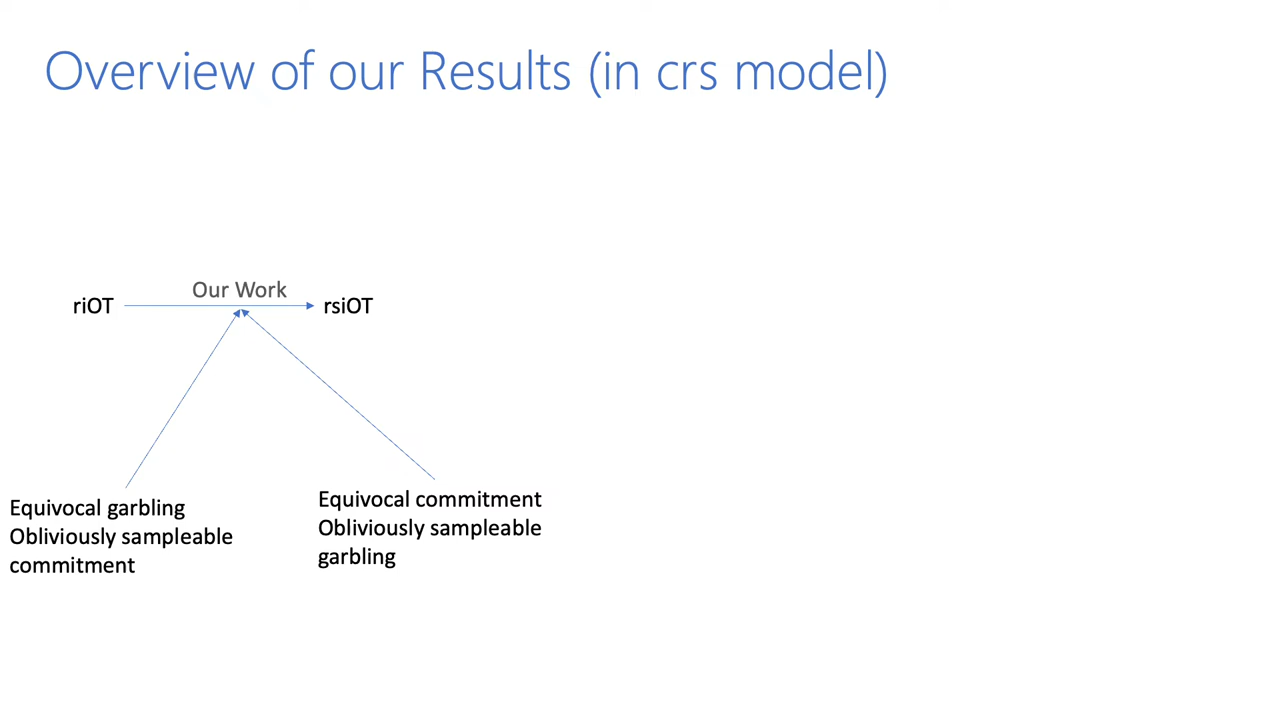 Overview of our Results (in crs model)
Our Work
riOT
rsiOT
Equivocal garbling
Obliviously sampleable
commitment
Equivocal commitment
Obliviously sampleable
garbling